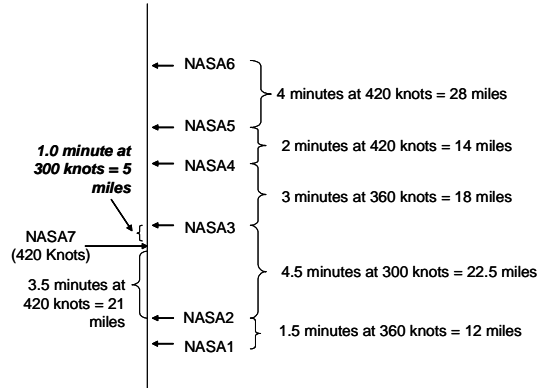 NASA6
4 minutes at 420 knots = 28 miles
NASA5
1.0 minute at
300 knots = 5
miles
2 minutes at 420 knots = 14 miles
NASA4
3 minutes at 360 knots = 18 miles
NASA3
NASA7
(420 Knots)
4.5 minutes at 300 knots = 22.5 miles
3.5 minutes at
420 knots = 21
miles
NASA2
1.5 minutes at 360 knots = 12 miles
NASA1